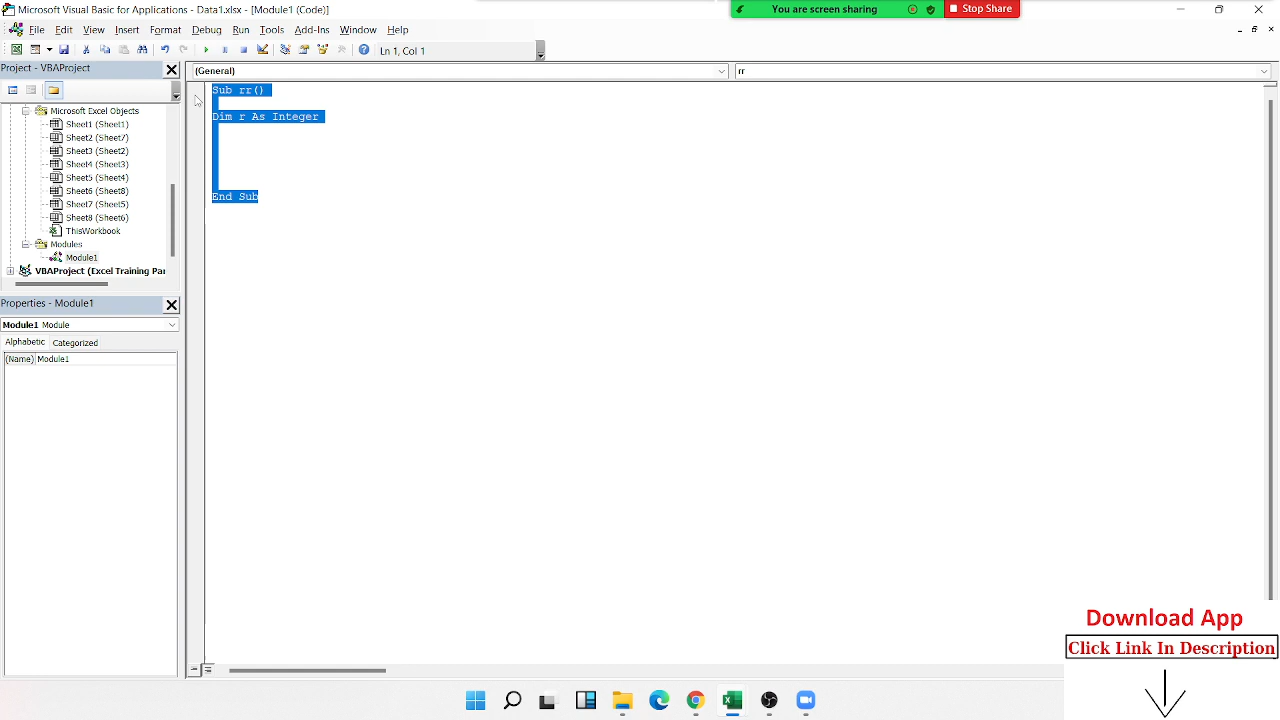 Microsoft Visual Basic for Applications - Data1.xlsx - [Module1 (Code)]
You are screen sharing
Stop Share
File Edit View Insert Format Debug Run Tools Add-Ins Window Help
Ln 1, Col 1
Project - VBAProject
(General)
rr
Microsoft Excel Objects
Sheet1 (Sheet1)
Sheet2 (Sheet7)
Sheet3 (Sheet2)
Sheet4 (Sheet3)
Sheet5 (Sheet4)
Sheet6 (Sheet8)
Sheet7 (Sheet5)
Sheet8 (Sheet6)
ThisWorkbook
Modules
Module1
VBAProject (Excel Training Par
Sub rr()
Dim r As Integer
End Sub
Properties - Module1
Module1 Module
Alphabetic Categorized
(Name) Module1
Download App
Click Link In Description